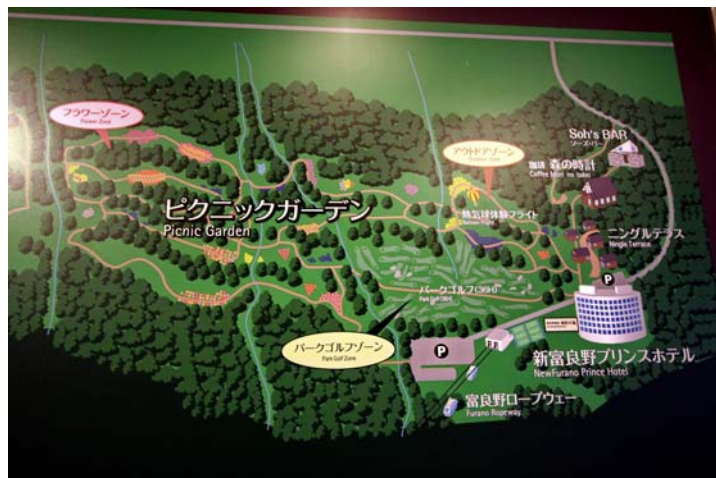 フラワーゾーン
Flower Zone
Soh's BAR
ソーズ・バー
アウトドアゾーン
Outdoor Zone
珈琲 森の時計
Coffee Mori no tokei
ピクニックガーデン
Picnic Garden
熱気球体験フライト
ニングルテラス
Ningle Terrace
パークゴルフ(36H)
Park Golf (36H)
P
パークゴルフゾーン
Park Golf Zone
P
新富良野プリンスホテル
NewFurano Prince Hotel
富良野ロープウェー
Furano Ropeway